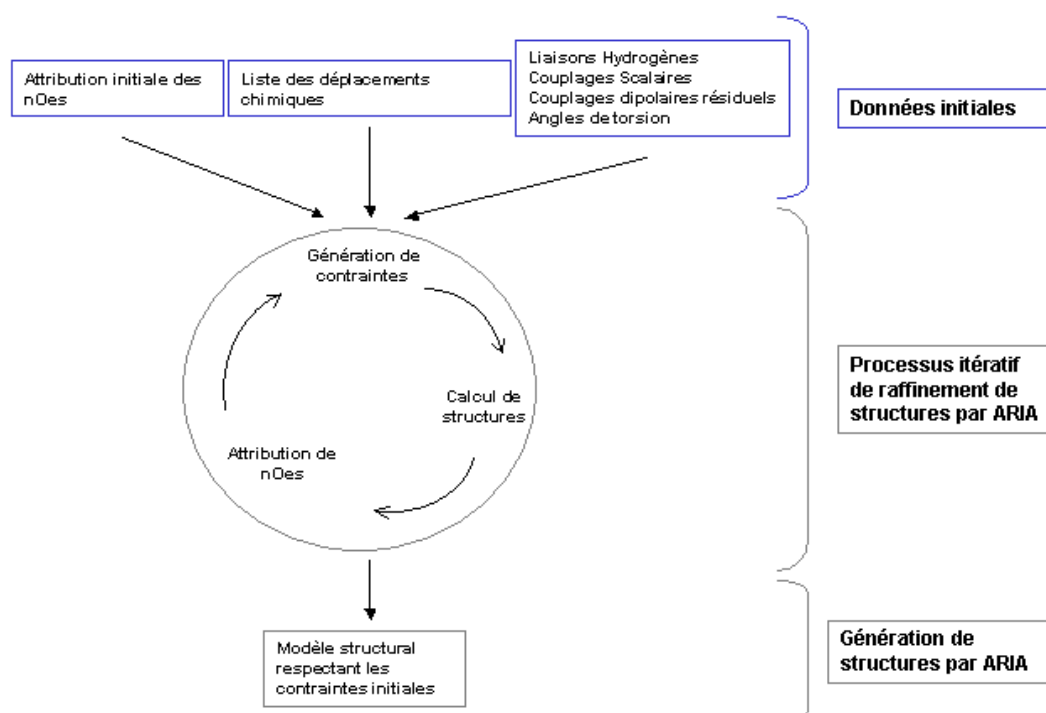 Attribution initiale des
nOes
Liste des déplacements
chimiques
Liaisons Hydrogènes
Couplages Scalaires
Couplages dipolaires résiduels
Angles de torsion
Données initiales
Génération de
contraintes
Calcul de
structures
Attribution de
nOes
Processus itératif
de raffinement de
structures par ARIA
Modèle structural
respectant les
contraintes initiales
Génération de
structures par ARIA